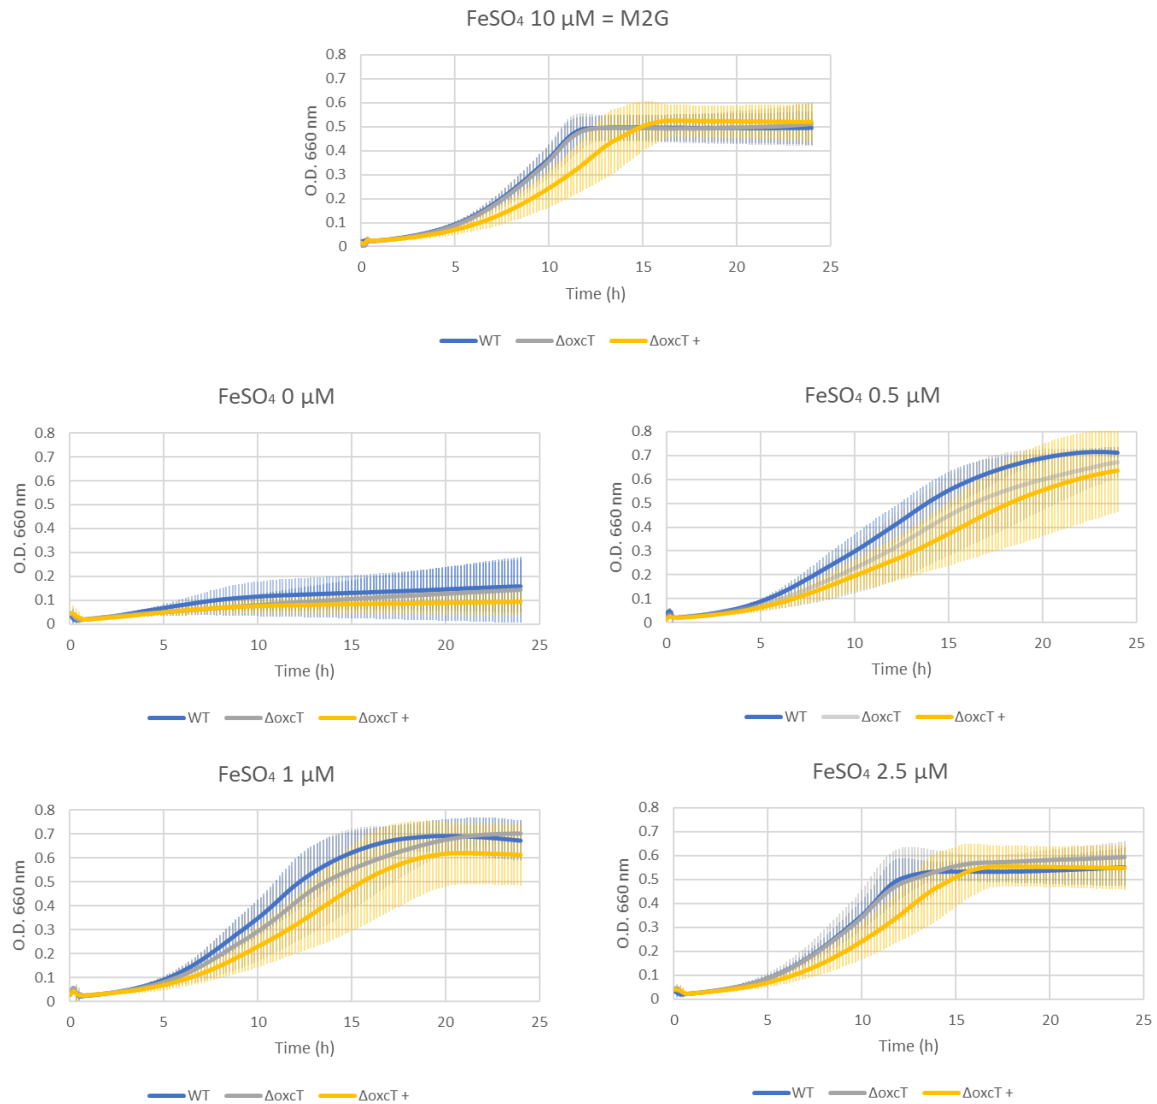 FeSO₄ 10 µM = M2G
0.8
0.7
0.6
0.5
0.4
0.3
0.2
0.1
0
O.D. 660 nm
0 5 10 15 20 25
Time (h)
WT ΔoxcT ΔoxcT +
FeSO₄ 0 µM
0.8
0.7
0.6
0.5
0.4
0.3
0.2
0.1
0
O.D. 660 nm
0 5 10 15 20 25
Time (h)
WT ΔoxcT ΔoxcT +
FeSO₄ 0.5 µM
0.8
0.7
0.6
0.5
0.4
0.3
0.2
0.1
0
O.D. 660 nm
0 5 10 15 20 25
Time (h)
WT ΔoxcT ΔoxcT +
FeSO₄ 1 µM
0.8
0.7
0.6
0.5
0.4
0.3
0.2
0.1
0
O.D. 660 nm
0 5 10 15 20 25
Time (h)
WT ΔoxcT ΔoxcT +
FeSO₄ 2.5 µM
0.8
0.7
0.6
0.5
0.4
0.3
0.2
0.1
0
O.D. 660 nm
0 5 10 15 20 25
Time (h)
WT ΔoxcT ΔoxcT +